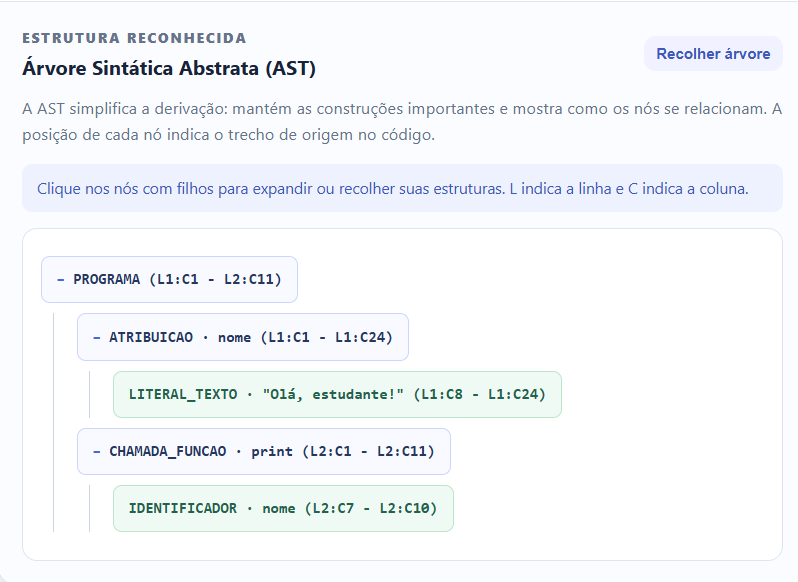 ESTRUTURA RECONHECIDA
Árvore Sintática Abstrata (AST)
Recolher árvore
A AST simplifica a derivação: mantém as construções importantes e mostra como os nós se relacionam. A
posição de cada nó indica o trecho de origem no código.
Clique nos nós com filhos para expandir ou recolher suas estruturas. L indica a linha e C indica a coluna.
− PROGRAMA (L1:C1 - L2:C11)
− ATRIBUICAO · nome (L1:C1 - L1:C24)
LITERAL_TEXTO · "Olá, estudante!" (L1:C8 - L1:C24)
− CHAMADA_FUNCAO · print (L2:C1 - L2:C11)
IDENTIFICADOR · nome (L2:C7 - L2:C10)